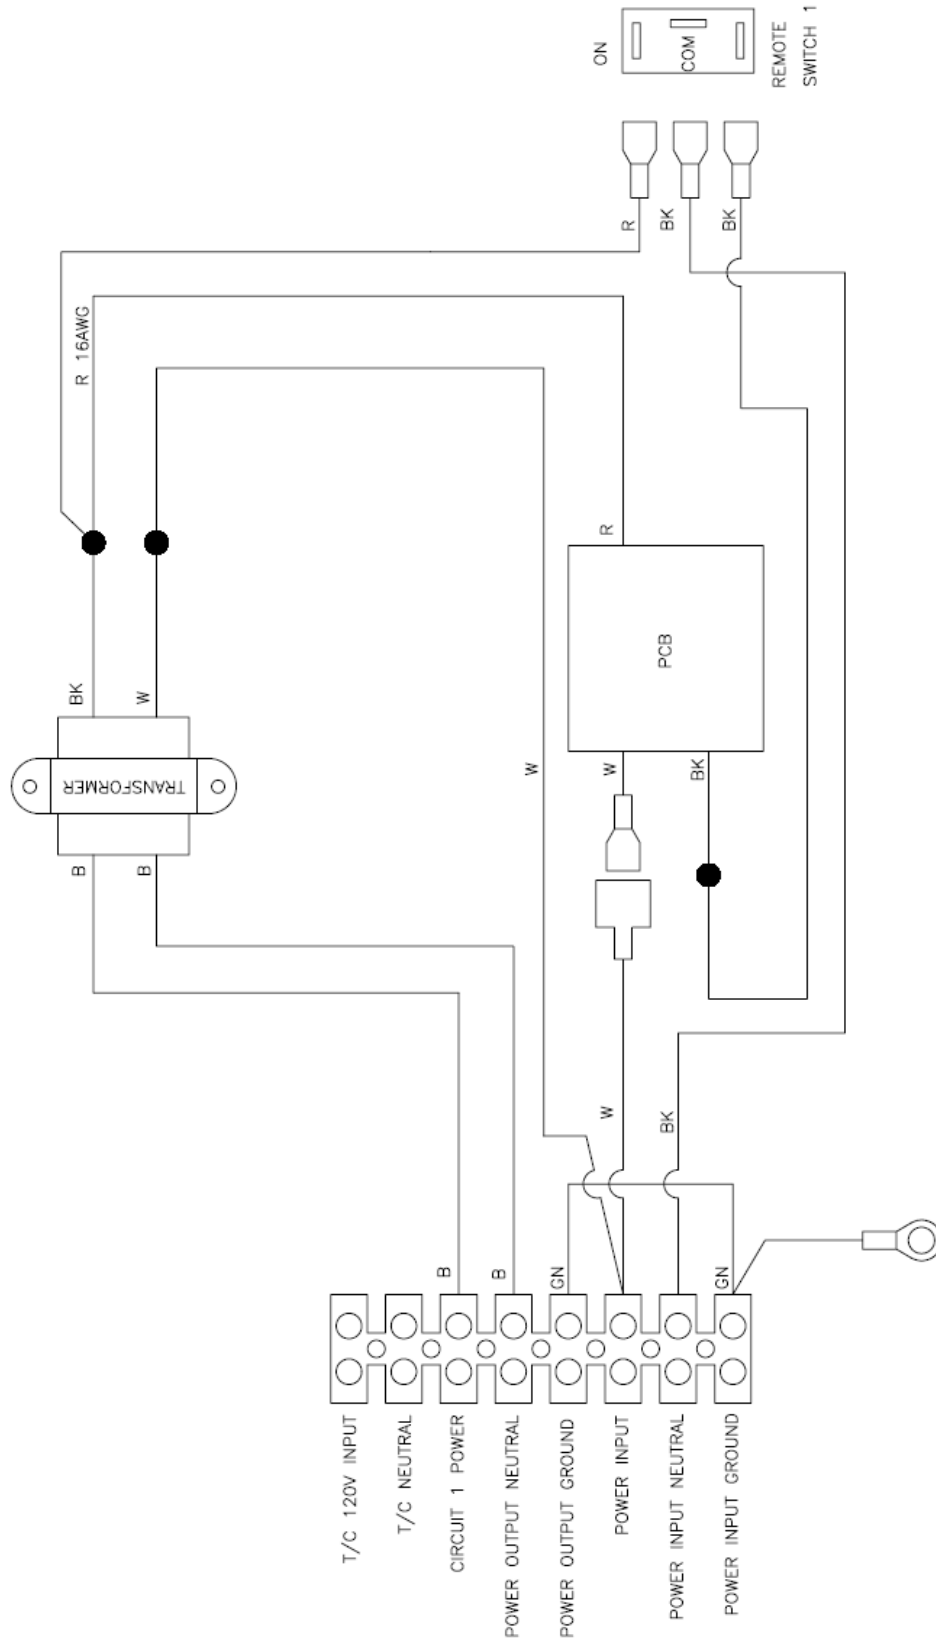 ON
COM
REMOTE
SWITCH 1
R
BK
BK
R 16AWG
R
PCB
BK
W
TRANSFORMER
W
W
BK
B
B
W
BK
B
B
GN
GN
T/C 120V INPUT
T/C NEUTRAL
CIRCUIT 1 POWER
POWER OUTPUT NEUTRAL
POWER OUTPUT GROUND
POWER INPUT
POWER INPUT NEUTRAL
POWER INPUT GROUND